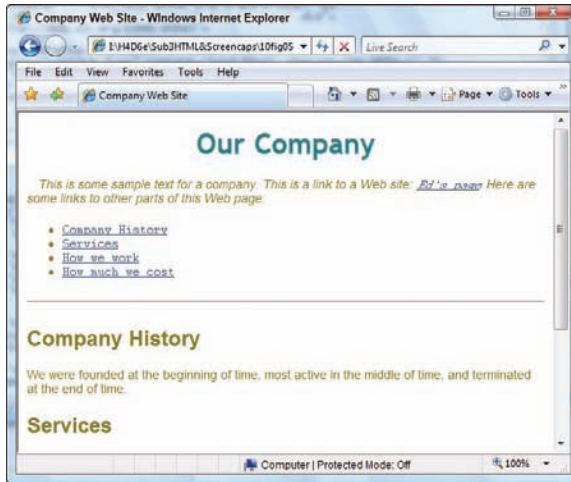 Company Web Site - Windows Internet Explorer
I:\H4D6e\Sub3HTML&Screencaps\10fig05
Live Search
File Edit View Favorites Tools Help
Company Web Site
Page Tools
Our Company
This is some sample text for a company. This is a link to a Web site: Ed's page Here are
some links to other parts of this Web page:
Company History
Services
How we work
How much we cost
Company History
We were founded at the beginning of time, most active in the middle of time, and terminated
at the end of time.
Services
Computer | Protected Mode: Off
100%